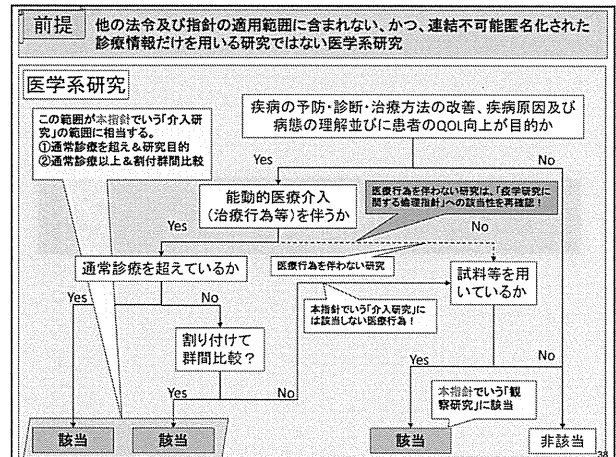 前提
他の法令及び指針の適用範囲に含まれない、かつ、連結不可能匿名化された
診療情報だけを用いる研究ではない医学系研究
医学系研究
この範囲が本指針でいう「介入研
究」の範囲に相当する。
①通常診療を超え&研究目的
②通常診療以上&割付群間比較
疾病の予防・診断・治療方法の改善、疾病原因及び
病態の理解並びに患者のQOL向上が目的か
Yes
No
能動的医療介入
(治療行為等)を伴うか
医療行為を伴わない研究は、「疫学研究に
関する倫理指針」への該当性を再確認!
Yes
No
通常診療を超えているか
医療行為を伴わない研究
試料等を用
いているか
Yes
No
本指針でいう「介入研究」に
は該当しない医療行為!
割り付けて
群間比較?
Yes
No
Yes
No
本指針でいう「観
察研究」に該当
該当
該当
該当
非該当
38